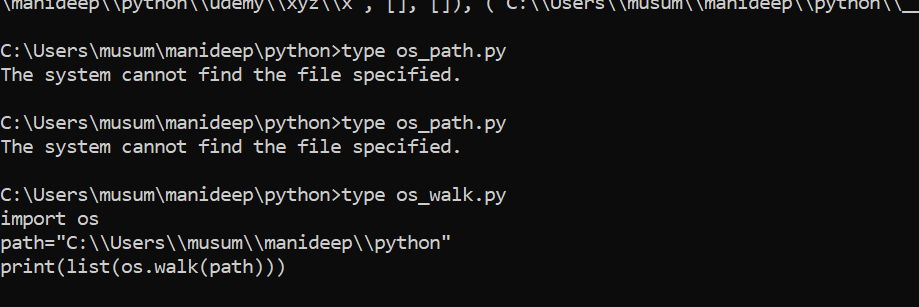 \manideep\\python\\udemy\\xyz\\x', [], []), ('C:\\Users\\musum\\manideep\\python\\__
C:\Users\musum\manideep\python>type os_path.py
The system cannot find the file specified.
C:\Users\musum\manideep\python>type os_path.py
The system cannot find the file specified.
C:\Users\musum\manideep\python>type os_walk.py
import os
path="C:\\Users\\musum\\manideep\\python"
print(list(os.walk(path)))